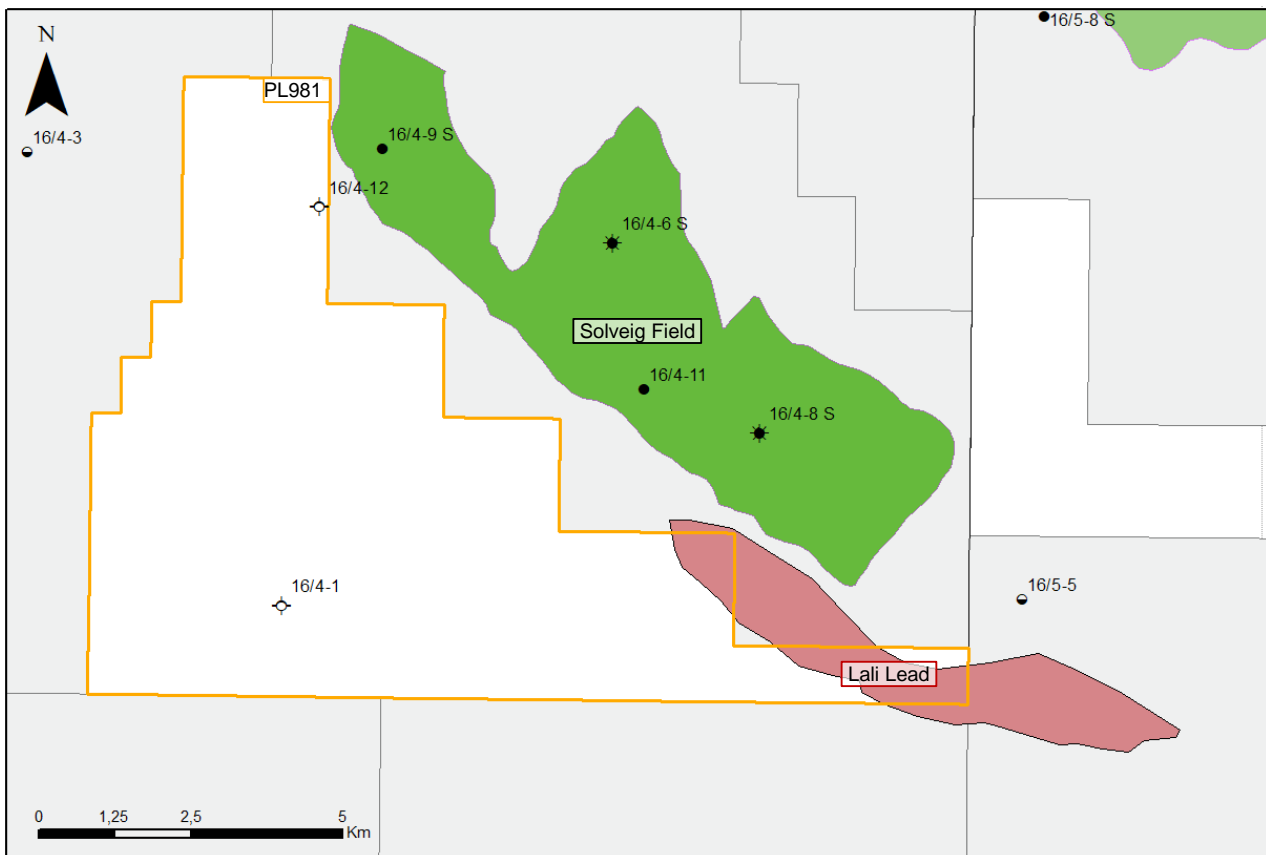 16/5-8 S
N
PL981
16/4-3
16/4-9 S
16/4-12
16/4-6 S
Solveig Field
16/4-11
16/4-8 S
16/4-1
16/5-5
Lali Lead
0 1,25 2,5 5
Km